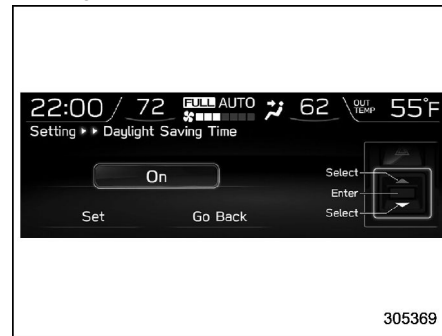 22:00 / 72 FULL AUTO 62 OUT TEMP 55°F
Setting ▸▸ Daylight Saving Time
On
Select
Enter
Set Go Back
Select
305369